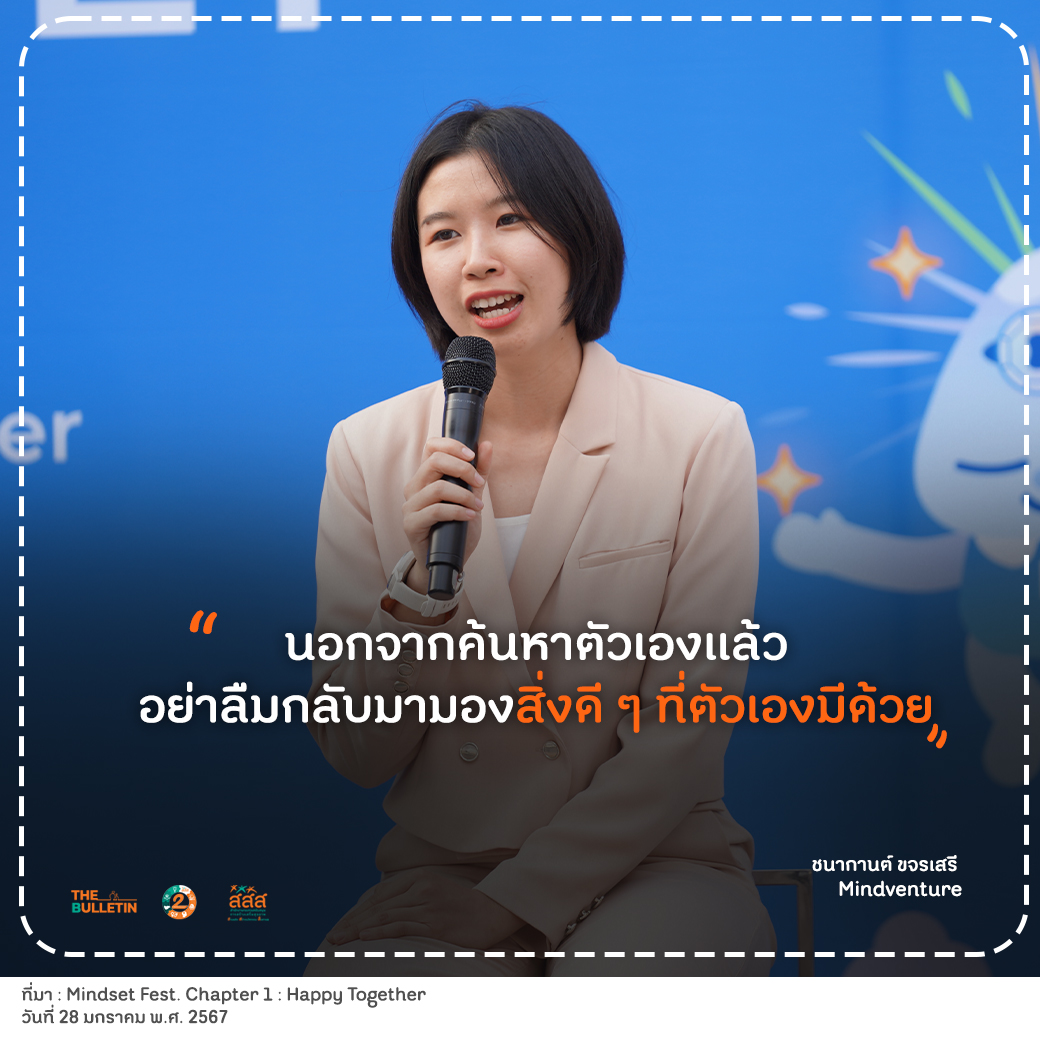 er
“ นอกจากค้นหาตัวเองแล้ว
อย่าลืมกลับมามองสิ่งดี ๆ ที่ตัวเองมีด้วย ”
ชนากานต์ ขจรเสรี
Mindventure
THE
BULLETIN
2
สสส
ที่มา : Mindset Fest. Chapter 1 : Happy Together
วันที่ 28 มกราคม พ.ศ. 2567